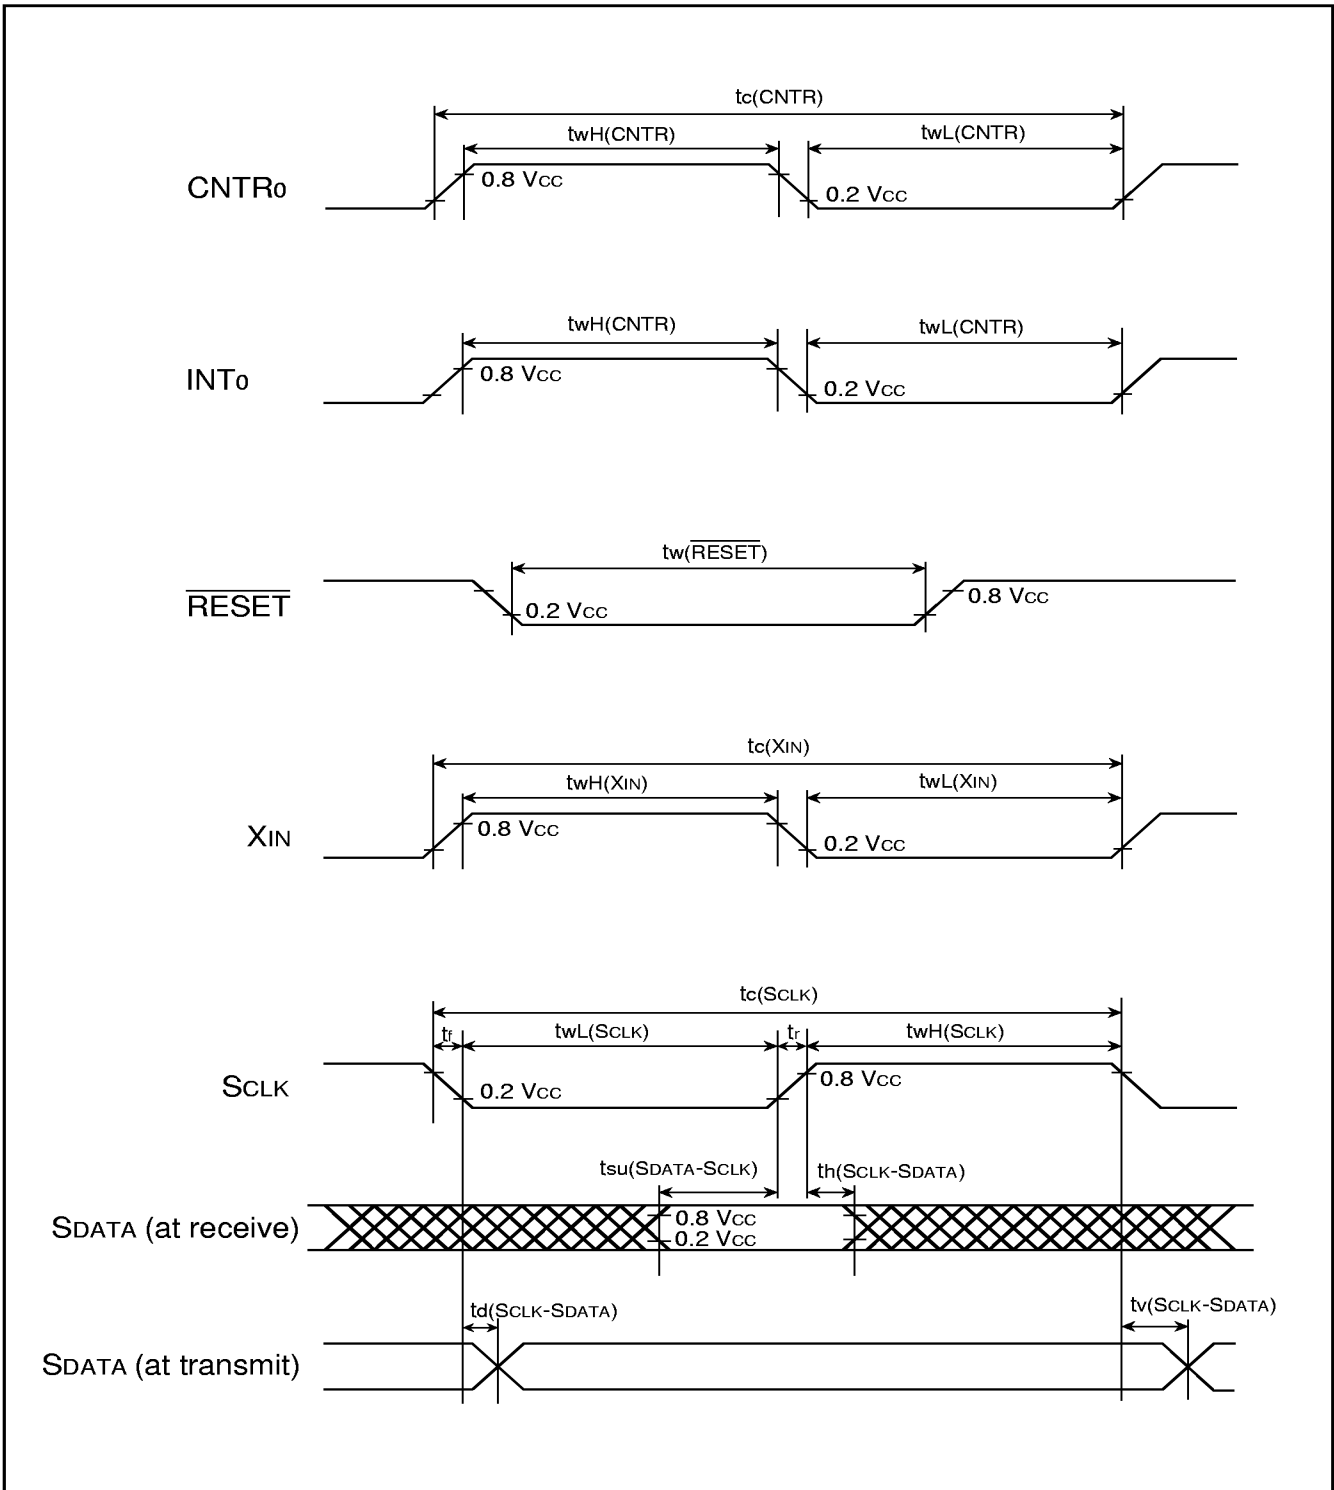 tc(CNTR)
twH(CNTR)
twL(CNTR)
CNTR0
0.8 VCC
0.2 VCC
twH(CNTR)
twL(CNTR)
INT0
0.8 VCC
0.2 VCC
tw(RESET)
RESET
0.2 VCC
0.8 VCC
tc(XIN)
twH(XIN)
twL(XIN)
XIN
0.8 VCC
0.2 VCC
tc(SCLK)
tf
twL(SCLK)
tr
twH(SCLK)
SCLK
0.2 VCC
0.8 VCC
tsu(SDATA-SCLK)
th(SCLK-SDATA)
SDATA (at receive)
0.8 VCC
0.2 VCC
td(SCLK-SDATA)
tv(SCLK-SDATA)
SDATA (at transmit)